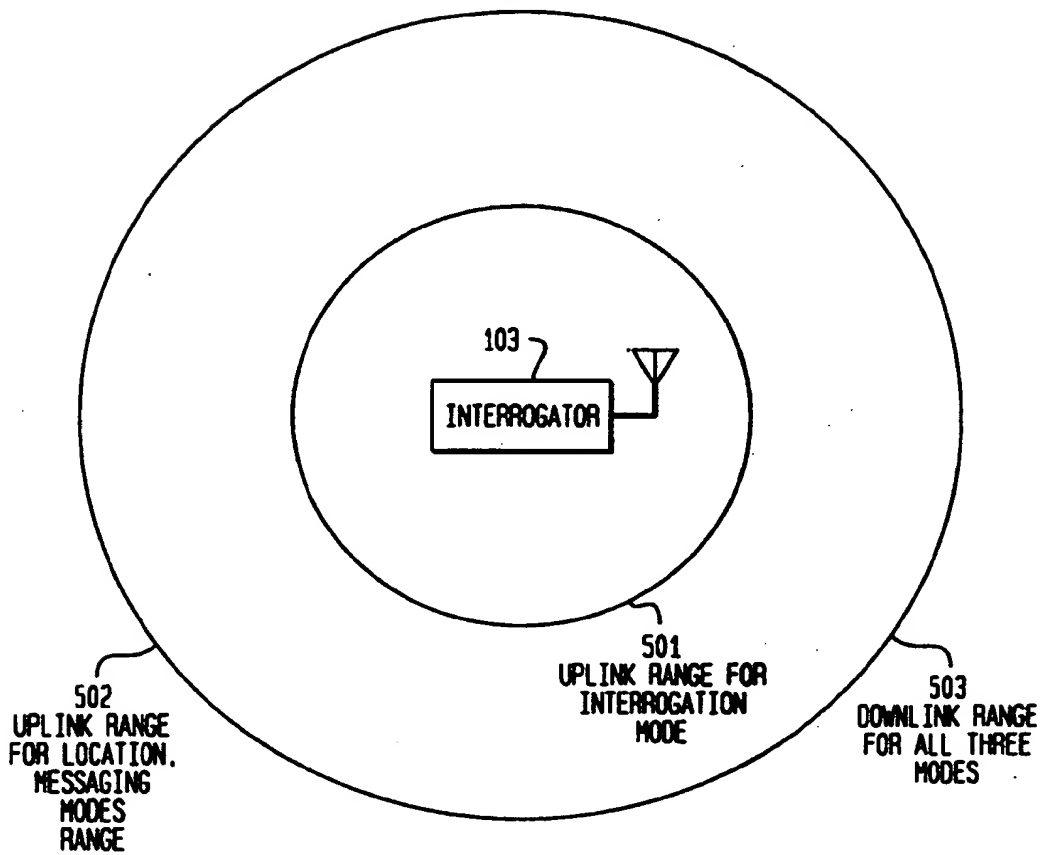 103
INTERROGATOR
501
UPLINK RANGE FOR
INTERROGATION
MODE
502
UPLINK RANGE
FOR LOCATION.
MESSAGING
MODES
RANGE
503
DOWNLINK RANGE
FOR ALL THREE
MODES